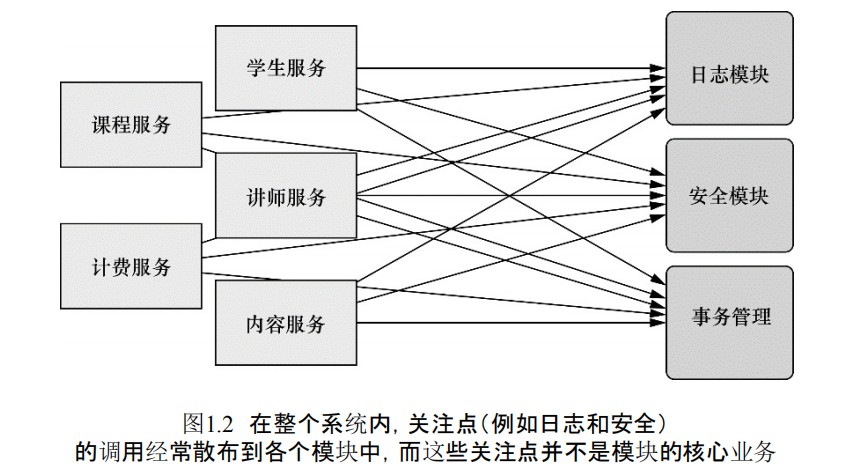 学生服务
日志模块
课程服务
讲师服务
安全模块
计费服务
内容服务
事务管理
图1.2 在整个系统内，关注点（例如日志和安全）
的调用经常散布到各个模块中，而这些关注点并不是模块的核心业务